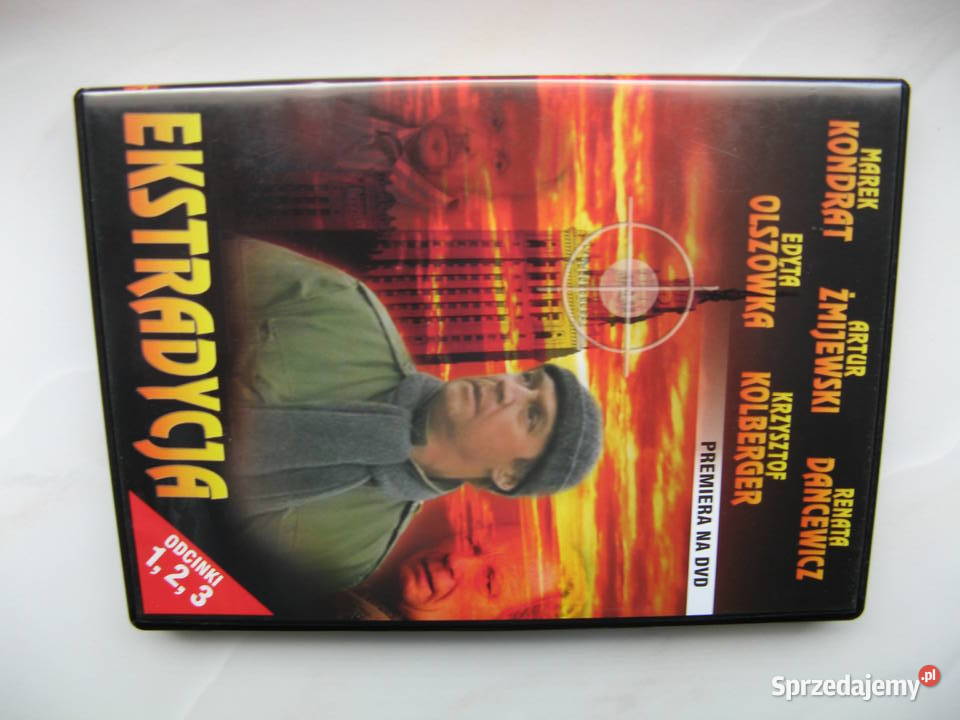 MAREK
KONDRAT
ARTUR
ŻMIJEWSKI
RENATA
DANCEWICZ
EDYTA
OLSZÓWKA
KRZYSZTOF
KOLBERGER
PREMIERA NA DVD
EKSTRADYCJA
ODCINKI
1, 2, 3
Sprzedajemy.pl